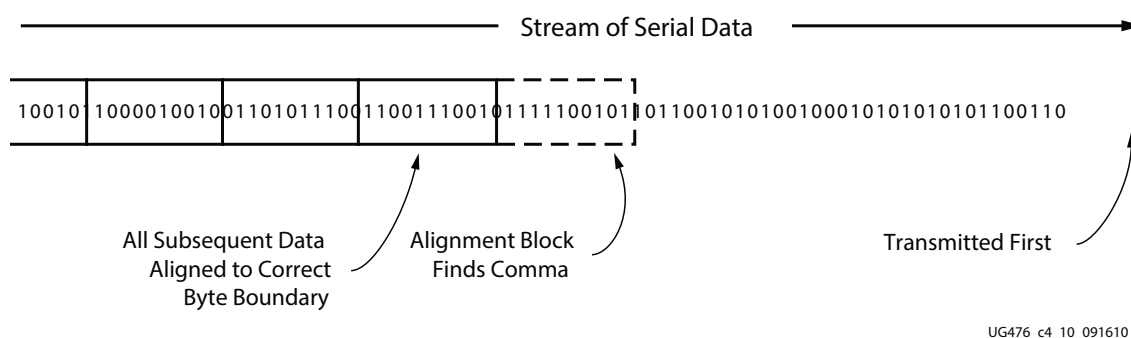 Stream of Serial Data
1001011000010010011010111001100111001011111001011011001010100100010101010101100110
All Subsequent Data
Aligned to Correct
Byte Boundary
Alignment Block
Finds Comma
Transmitted First
UG476_c4_10_091610